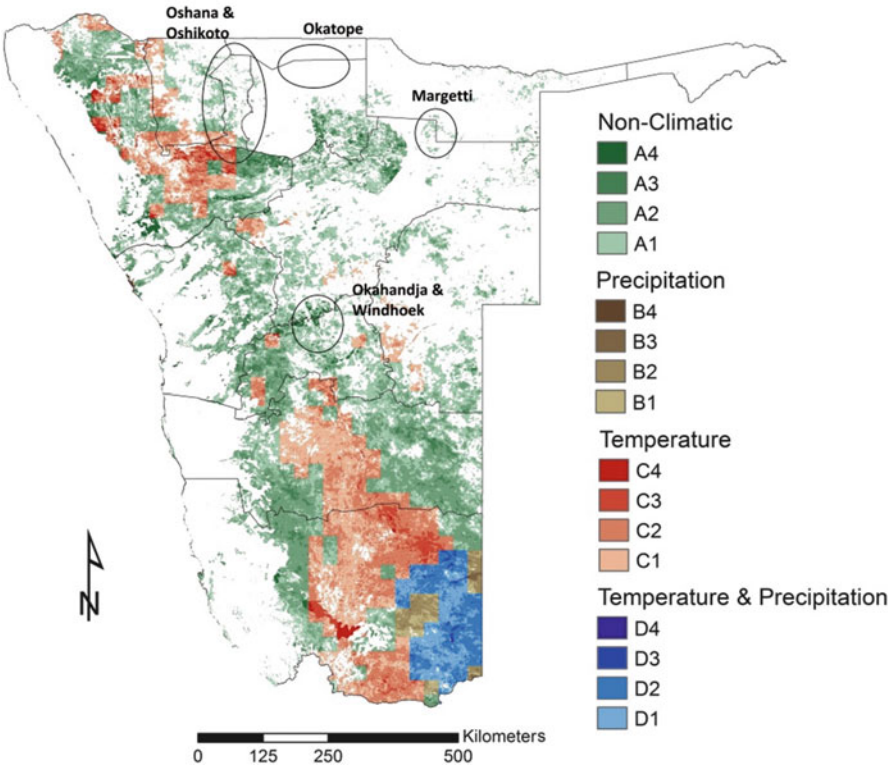 Oshana &
Oshikoto
Okatope
Margetti
Okahandja &
Windhoek
Non-Climatic
A4
A3
A2
A1
Precipitation
B4
B3
B2
B1
Temperature
C4
C3
C2
C1
Temperature & Precipitation
D4
D3
D2
D1
N
Kilometers
0 125 250 500